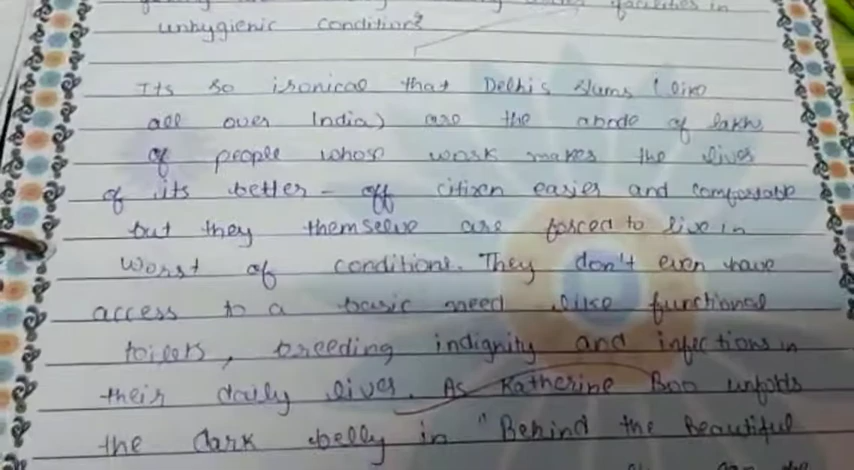 facilities in
unhygienic condition?
Its so ironical that Delhi's slums (like
all over India) are the abode of lakhs
of people whose work makes the lives
of its better-off citizen easier and comfortable
but they themselve are forced to live in
worst of conditions. They don't even have
access to a basic need like functional
toilets, breeding indignity and infections in
their daily lives. As Katherine Boo unfolds
the dark belly in "Behind the Beautiful